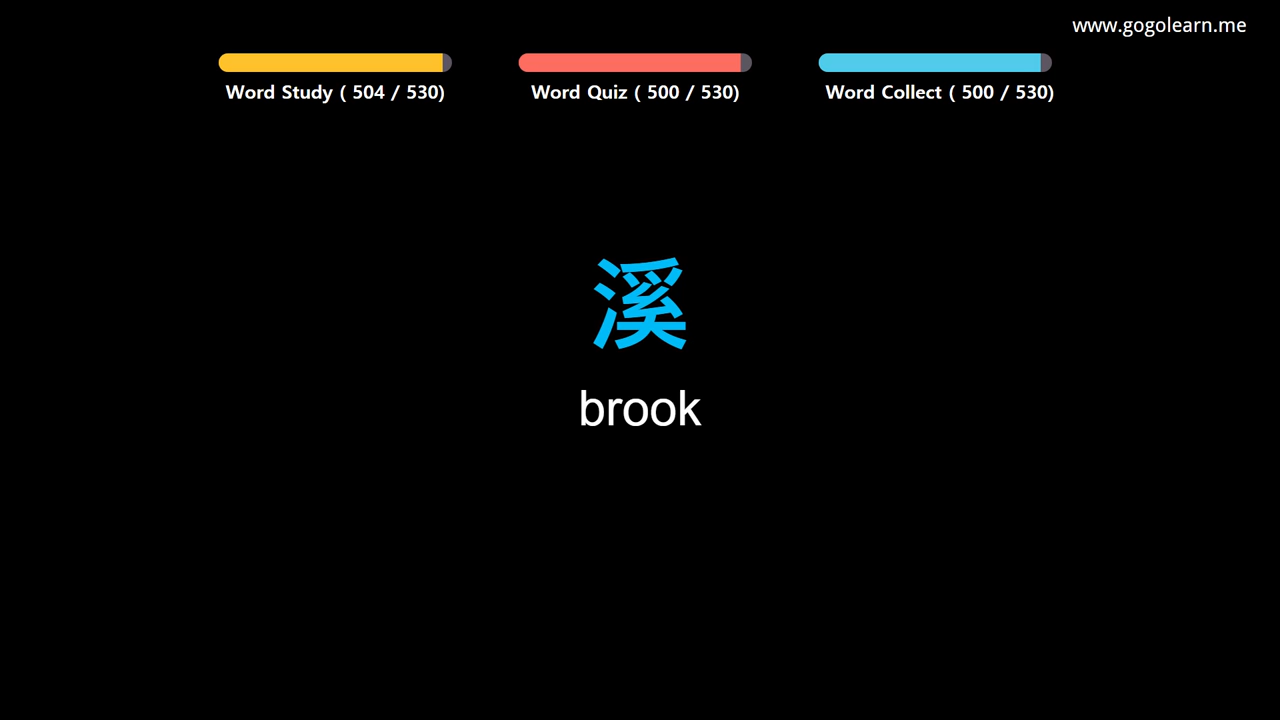 www.gogolearn.me
Word Study ( 504 / 530)
Word Quiz ( 500 / 530)
Word Collect ( 500 / 530)
溪
brook